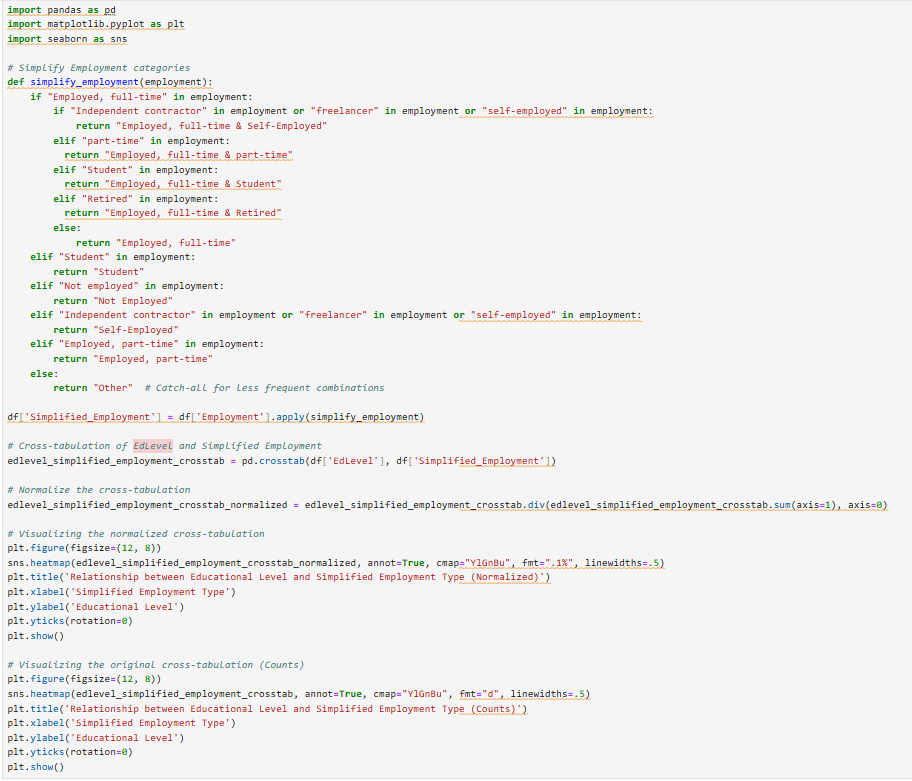 import pandas as pd
import matplotlib.pyplot as plt
import seaborn as sns

# Simplify Employment categories
def simplify_employment(employment):
    if "Employed, full-time" in employment:
        if "Independent contractor" in employment or "freelancer" in employment or "self-employed" in employment:
            return "Employed, full-time & Self-Employed"
        elif "part-time" in employment:
          return "Employed, full-time & part-time"
        elif "Student" in employment:
          return "Employed, full-time & Student"
        elif "Retired" in employment:
          return "Employed, full-time & Retired"
        else:
            return "Employed, full-time"
    elif "Student" in employment:
        return "Student"
    elif "Not employed" in employment:
        return "Not Employed"
    elif "Independent contractor" in employment or "freelancer" in employment or "self-employed" in employment:
        return "Self-Employed"
    elif "Employed, part-time" in employment:
        return "Employed, part-time"
    else:
        return "Other"  # Catch-all for less frequent combinations

df['Simplified_Employment'] = df['Employment'].apply(simplify_employment)

# Cross-tabulation of EdLevel and Simplified Employment
edlevel_simplified_employment_crosstab = pd.crosstab(df['EdLevel'], df['Simplified_Employment'])

# Normalize the cross-tabulation
edlevel_simplified_employment_crosstab_normalized = edlevel_simplified_employment_crosstab.div(edlevel_simplified_employment_crosstab.sum(axis=1), axis=0)

# Visualizing the normalized cross-tabulation
plt.figure(figsize=(12, 8))
sns.heatmap(edlevel_simplified_employment_crosstab_normalized, annot=True, cmap="YlGnBu", fmt=".1%", linewidths=.5)
plt.title('Relationship between Educational Level and Simplified Employment Type (Normalized)')
plt.xlabel('Simplified Employment Type')
plt.ylabel('Educational Level')
plt.yticks(rotation=0)
plt.show()

# Visualizing the original cross-tabulation (Counts)
plt.figure(figsize=(12, 8))
sns.heatmap(edlevel_simplified_employment_crosstab, annot=True, cmap="YlGnBu", fmt="d", linewidths=.5)
plt.title('Relationship between Educational Level and Simplified Employment Type (Counts)')
plt.xlabel('Simplified Employment Type')
plt.ylabel('Educational Level')
plt.yticks(rotation=0)
plt.show()